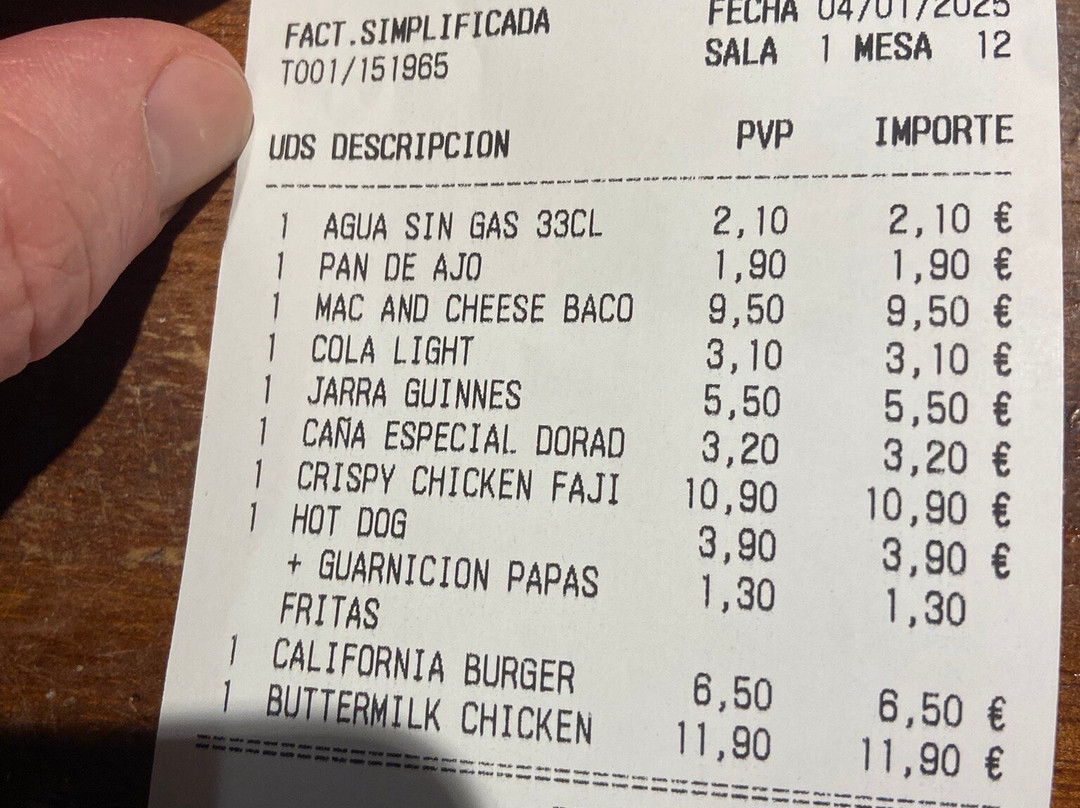 FACT.SIMPLIFICADA FECHA 04/01/2025
T001/151965 SALA 1 MESA 12
UDS DESCRIPCION PVP IMPORTE
1 AGUA SIN GAS 33CL 2,10 2,10 €
1 PAN DE AJO 1,90 1,90 €
1 MAC AND CHEESE BACO 9,50 9,50 €
1 COLA LIGHT 3,10 3,10 €
1 JARRA GUINNES 5,50 5,50 €
1 CAÑA ESPECIAL DORAD 3,20 3,20 €
1 CRISPY CHICKEN FAJI 10,90 10,90 €
1 HOT DOG 3,90 3,90 €
+ GUARNICION PAPAS 1,30 1,30
FRITAS
1 CALIFORNIA BURGER 6,50 6,50 €
1 BUTTERMILK CHICKEN 11,90 11,90 €